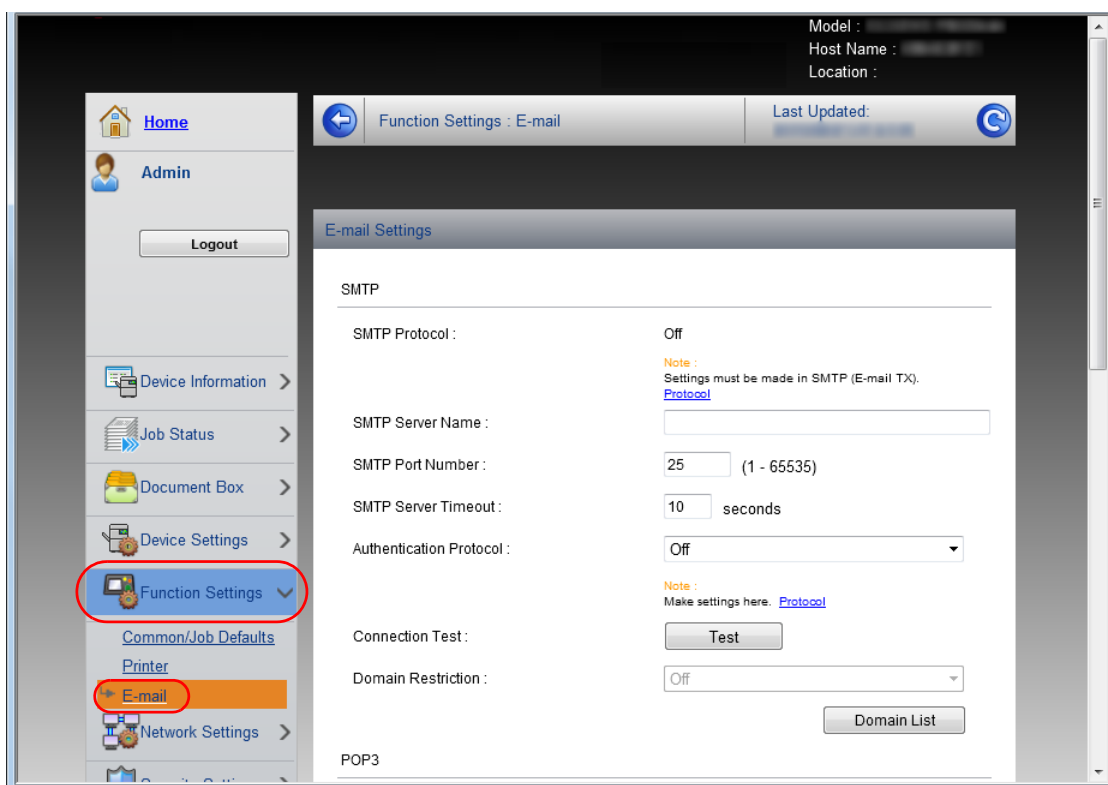 Model :
Host Name :
Location :
Home
Function Settings : E-mail
Last Updated:
Admin
Logout
E-mail Settings
SMTP
SMTP Protocol : Off
Note :
Settings must be made in SMTP (E-mail TX).
Protocol
SMTP Server Name :
SMTP Port Number : 25 (1 - 65535)
SMTP Server Timeout : 10 seconds
Authentication Protocol : Off
Note :
Make settings here. Protocol
Connection Test : Test
Domain Restriction : Off
Domain List
POP3
Device Information
Job Status
Document Box
Device Settings
Function Settings
Common/Job Defaults
Printer
E-mail
Network Settings